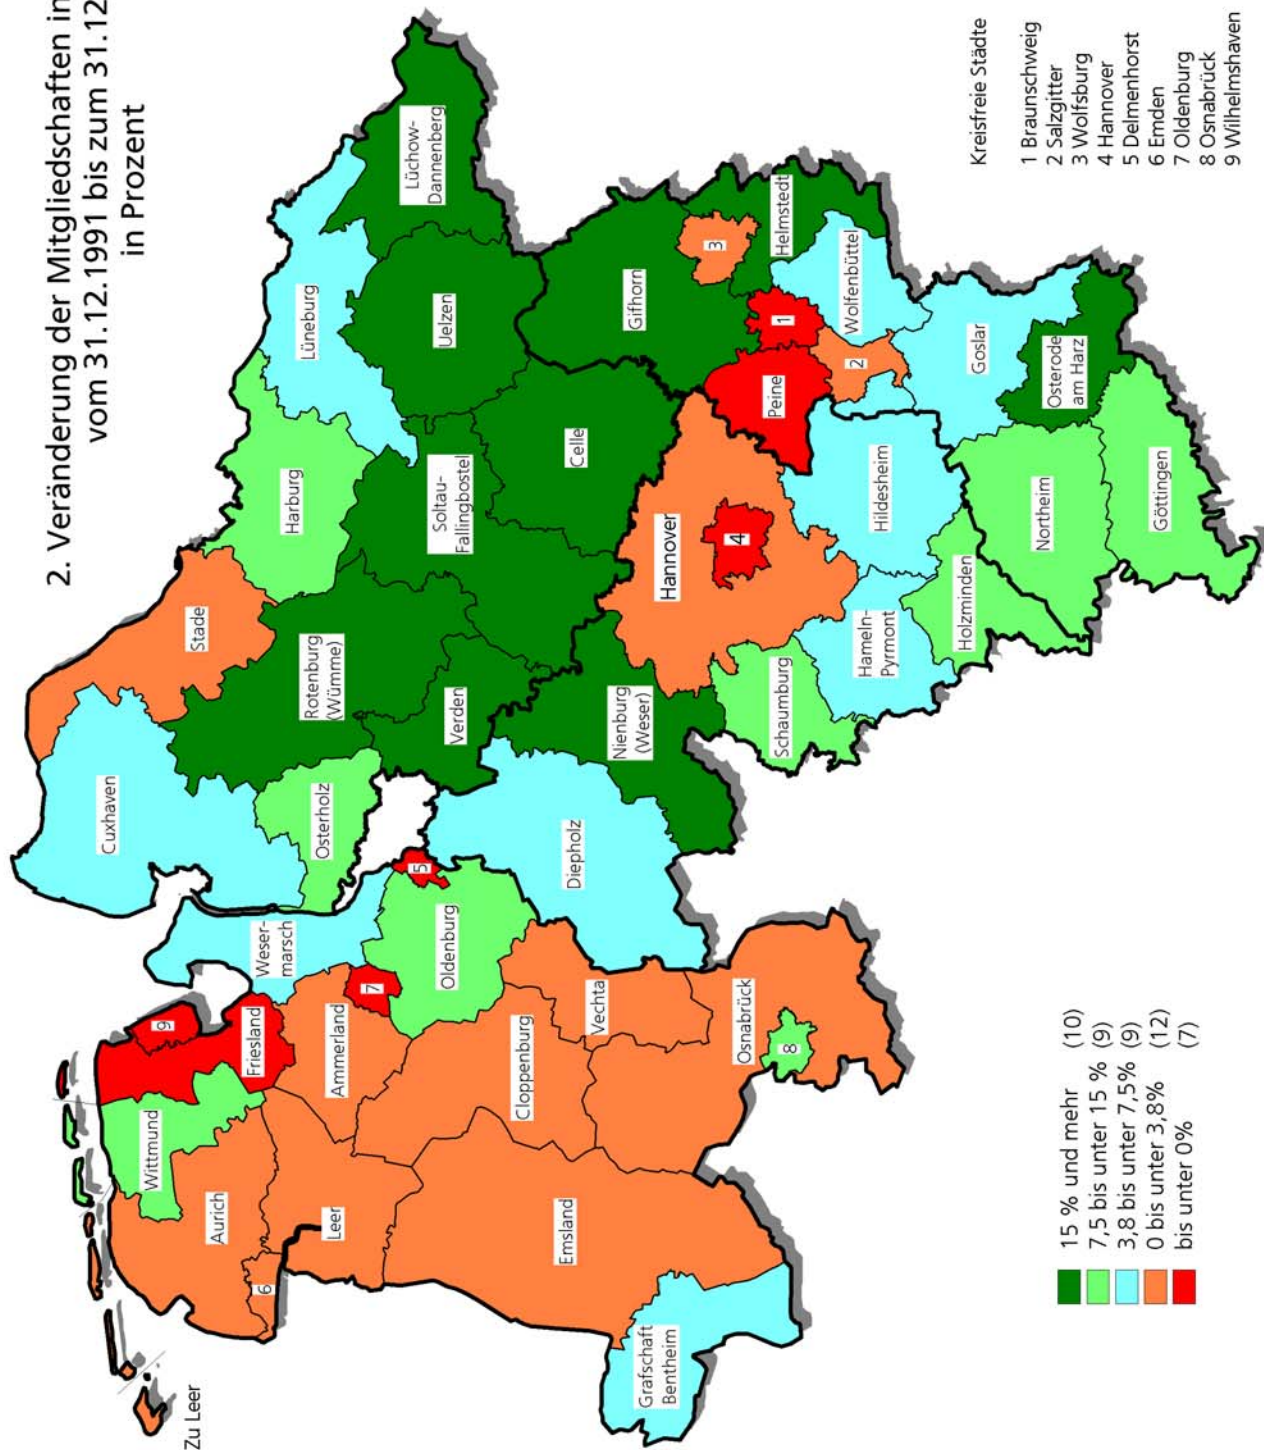 2. Veränderung der Mitgliedschaften in
vom 31.12.1991 bis zum 31.12
in Prozent
Lüchow-
Dannenberg
Lüneburg
Uelzen
Harburg
Soltau-
Fallingbostel
Celle
Gifhorn
3
Helmstedt
Stade
Rotenburg
(Wümme)
Verden
Cuxhaven
Osterholz
Hannover
4
Peine
1
2
Wolfenbüttel
Goslar
Osterode
am Harz
Hildesheim
Northeim
Göttingen
Holzminden
Hameln-
Pyrmont
Schaumburg
Nienburg
(Weser)
Diepholz
5
Weser-
marsch
Oldenburg
7
9
Friesland
Ammerland
Cloppenburg
Vechta
Osnabrück
8
Wittmund
Aurich
6
Leer
Emsland
Grafschaft
Bentheim
Zu Leer
Kreisfreie Städte
1 Braunschweig
2 Salzgitter
3 Wolfsburg
4 Hannover
5 Delmenhorst
6 Emden
7 Oldenburg
8 Osnabrück
9 Wilhelmshaven
15 % und mehr (10)
7,5 bis unter 15 % (9)
3,8 bis unter 7,5% (9)
0 bis unter 3,8% (12)
bis unter 0% (7)